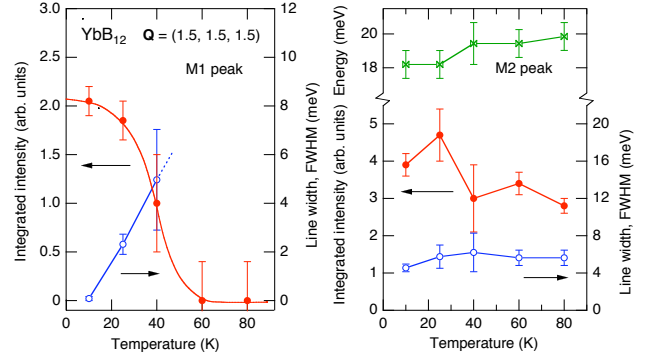 YbB12 Q = (1.5, 1.5, 1.5)
M1 peak
Integrated intensity (arb. units)
3.0
2.5
2.0
1.5
1.0
0.5
0
12
10
8
6
4
2
0
Line width, FWHM (meV)
0 20 40 60 80
Temperature (K)
Energy (meV)
20
18
M2 peak
Integrated intensity (arb. units)
5
4
3
2
1
0
20
16
12
8
4
0
Line width, FWHM (meV)
0 20 40 60 80
Temperature (K)